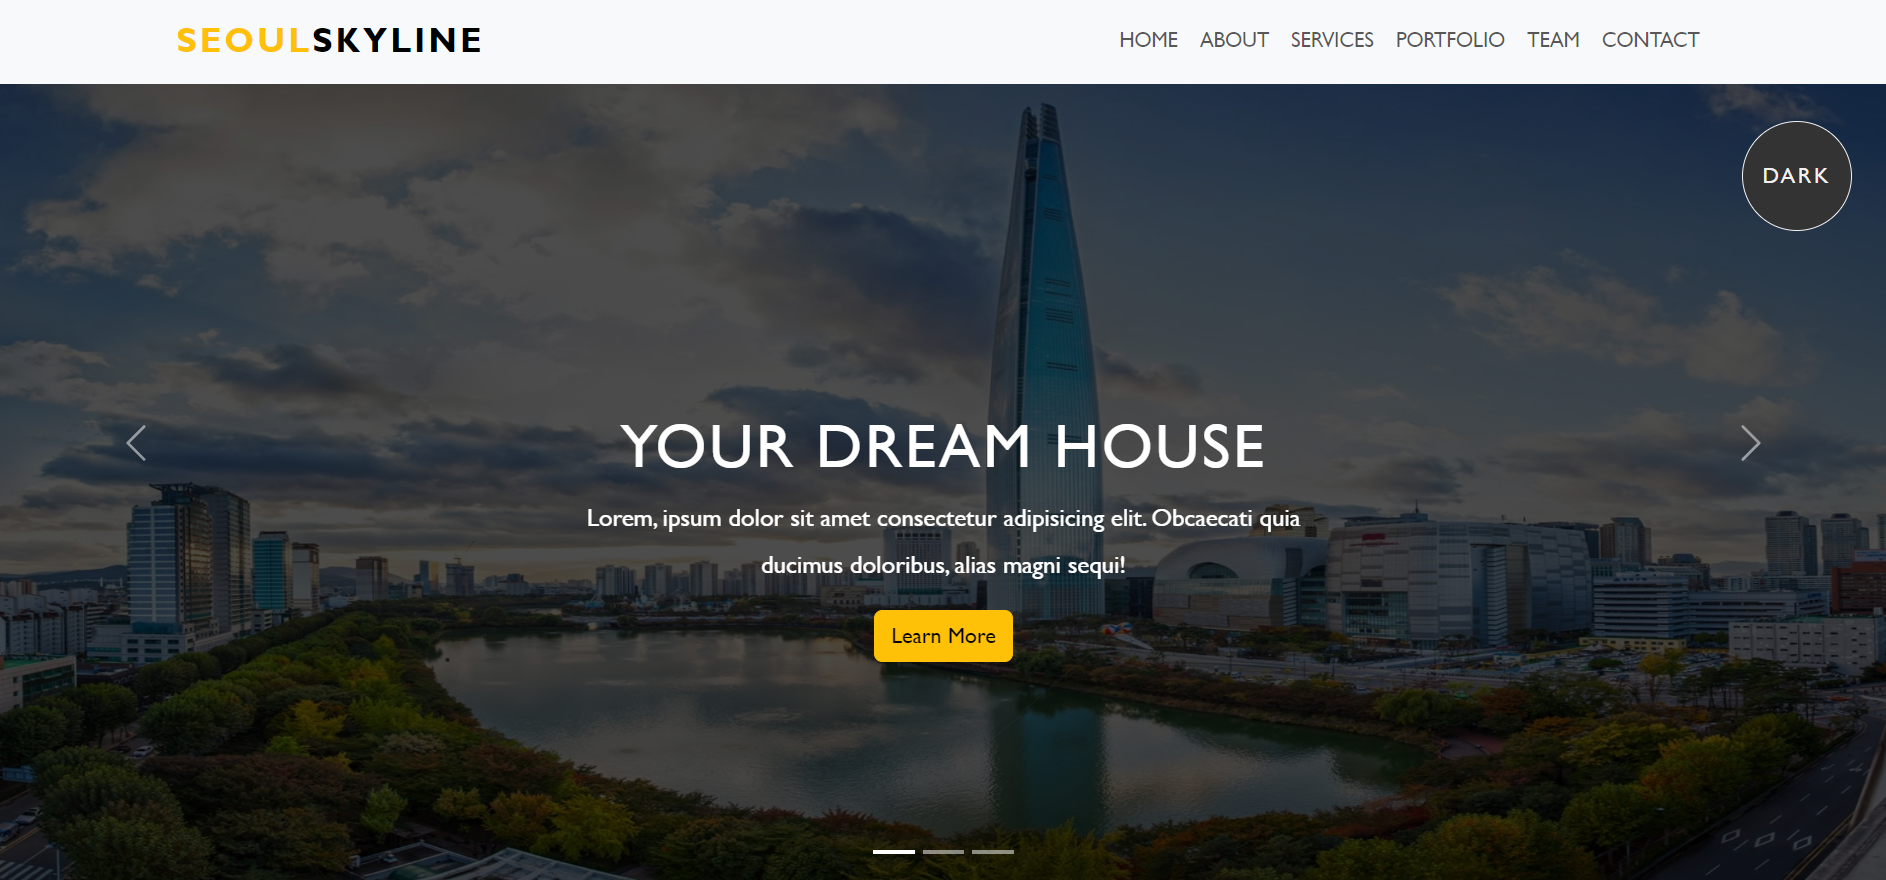 SEOULSKYLINE
HOME ABOUT SERVICES PORTFOLIO TEAM CONTACT
DARK
YOUR DREAM HOUSE
Lorem, ipsum dolor sit amet consectetur adipisicing elit. Obcaecati quia
ducimus doloribus, alias magni sequi!
Learn More